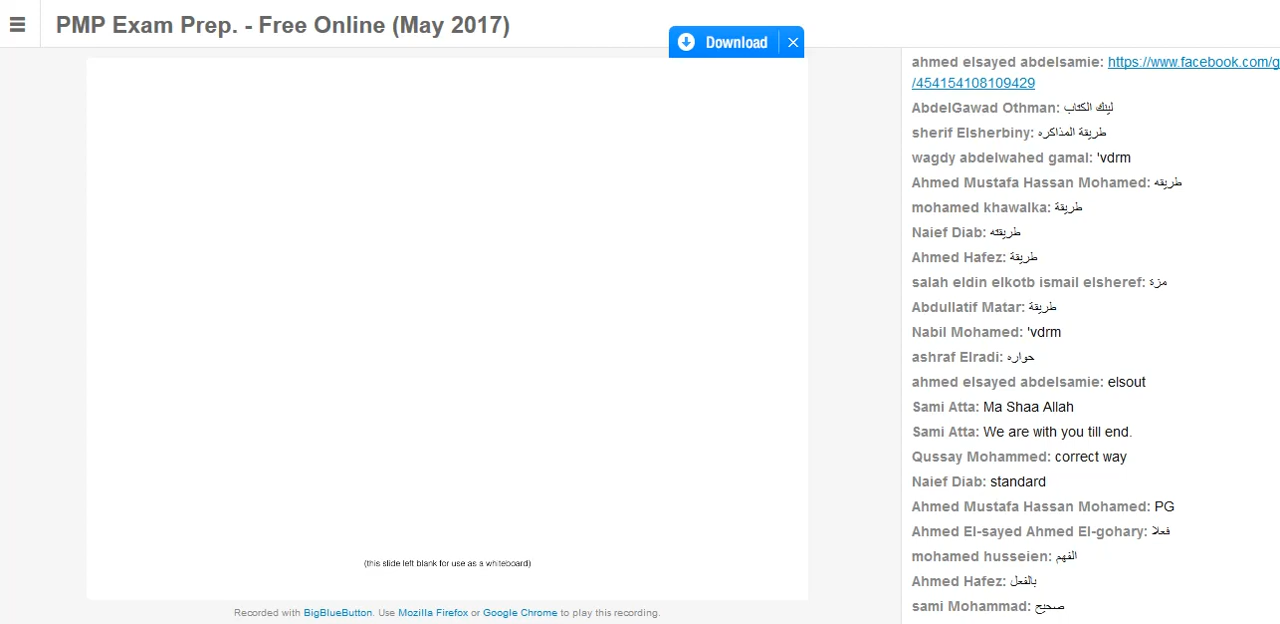 PMP Exam Prep. - Free Online (May 2017)
Download
(this slide left blank for use as a whiteboard)
Recorded with BigBlueButton. Use Mozilla Firefox or Google Chrome to play this recording.
ahmed elsayed abdelsamie: https://www.facebook.com/g
/454154108109429
AbdelGawad Othman: لينك الكتاب
sherif Elsherbiny: طريقة المذاكره
wagdy abdelwahed gamal: 'vdrm
Ahmed Mustafa Hassan Mohamed: طريقه
mohamed khawalka: طريقة
Naief Diab: طريقته
Ahmed Hafez: طريقة
salah eldin elkotb ismail elsheref: مزة
Abdullatif Matar: طريقة
Nabil Mohamed: 'vdrm
ashraf Elradi: حواره
ahmed elsayed abdelsamie: elsout
Sami Atta: Ma Shaa Allah
Sami Atta: We are with you till end.
Qussay Mohammed: correct way
Naief Diab: standard
Ahmed Mustafa Hassan Mohamed: PG
Ahmed El-sayed Ahmed El-gohary: فعلا
mohamed husseien: الفهم
Ahmed Hafez: بالفعل
sami Mohammad: صحيح